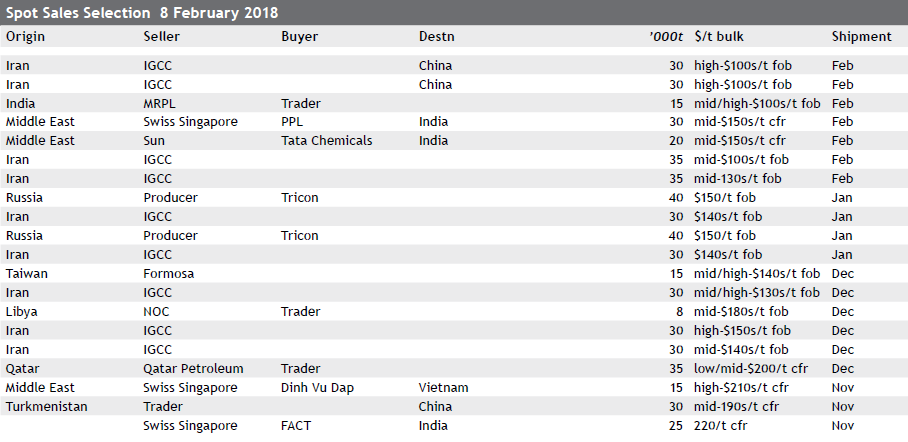 Spot Sales Selection 8 February 2018
Origin Seller Buyer Destn '000t $/t bulk Shipment
Iran IGCC China 30 high-$100s/t fob Feb
Iran IGCC China 30 high-$100s/t fob Feb
India MRPL Trader 15 mid/high-$100s/t fob Feb
Middle East Swiss Singapore PPL India 30 mid-$150s/t cfr Feb
Middle East Sun Tata Chemicals India 20 mid-$150s/t cfr Feb
Iran IGCC 35 mid-$100s/t fob Feb
Iran IGCC 35 mid-130s/t fob Feb
Russia Producer Tricon 40 $150/t fob Jan
Iran IGCC 30 $140s/t fob Jan
Russia Producer Tricon 40 $150/t fob Jan
Iran IGCC 30 $140s/t fob Jan
Taiwan Formosa 15 mid/high-$140s/t fob Dec
Iran IGCC 30 mid/high-$130s/t fob Dec
Libya NOC Trader 8 mid-$180s/t fob Dec
Iran IGCC 30 high-$150s/t fob Dec
Iran IGCC 30 mid-$140s/t fob Dec
Qatar Qatar Petroleum Trader 35 low/mid-$200/t cfr Dec
Middle East Swiss Singapore Dinh Vu Dap Vietnam 15 high-$210s/t cfr Nov
Turkmenistan Trader China 30 mid-190s/t cfr Nov
Swiss Singapore FACT India 25 220/t cfr Nov